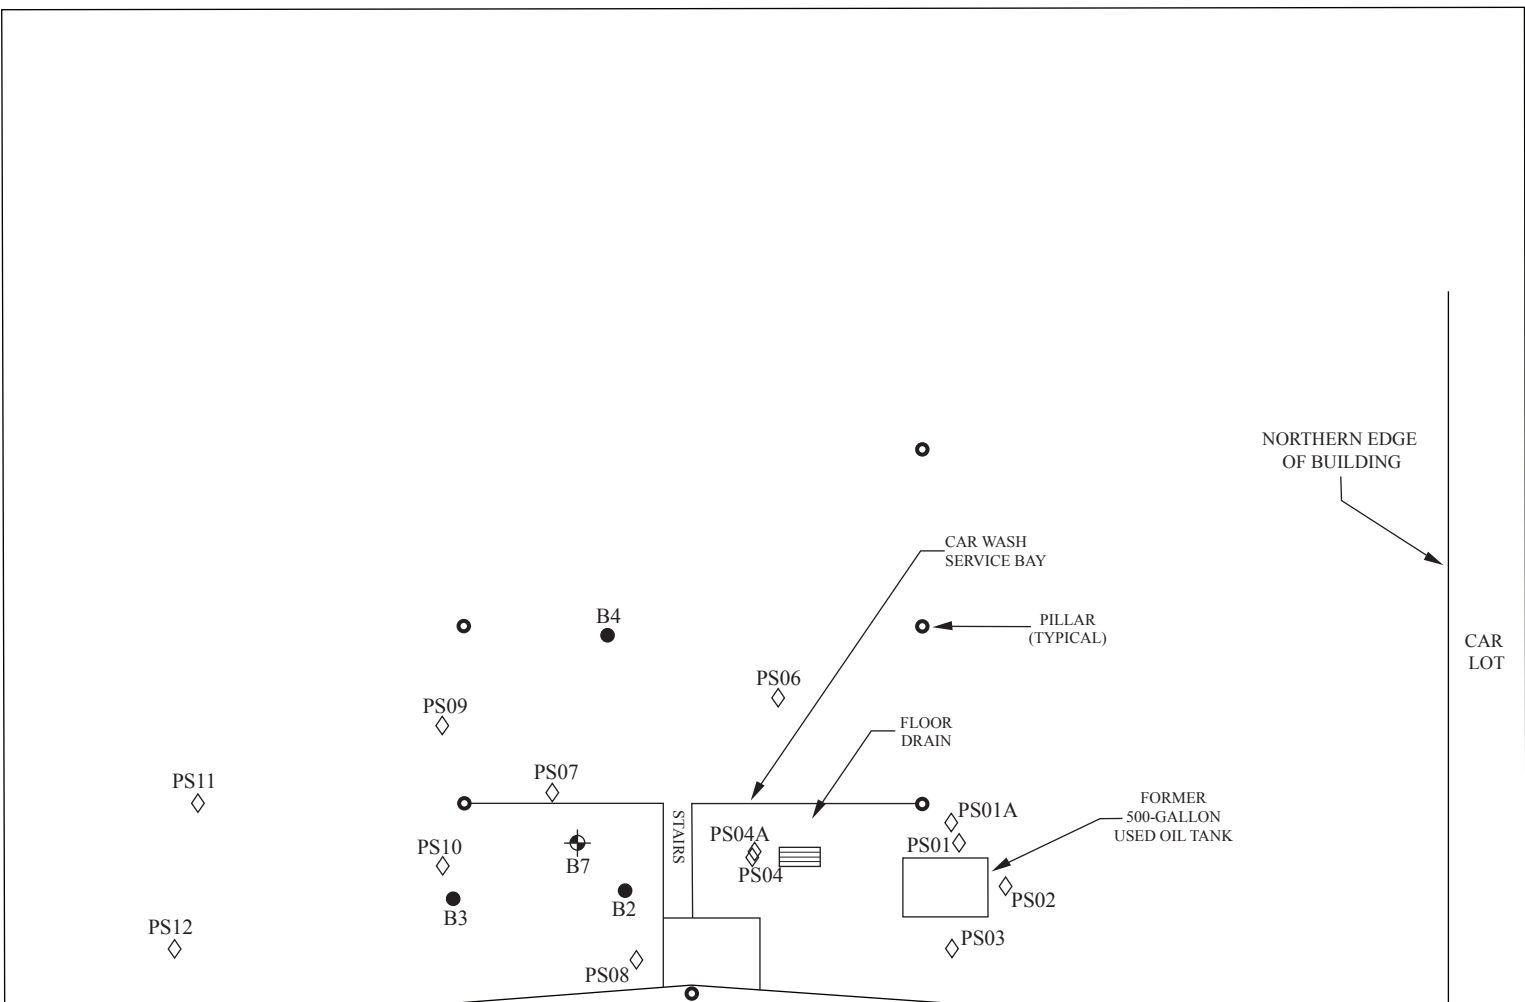 NORTHERN EDGE
OF BUILDING
CAR WASH
SERVICE BAY
B4
PILLAR
(TYPICAL)
CAR
LOT
PS06
PS09
FLOOR
DRAIN
PS11
PS07
FORMER
500-GALLON
USED OIL TANK
PS01A
STAIRS
PS04A
PS01
PS10
B7
PS04
PS02
B3
B2
PS12
PS03
PS08